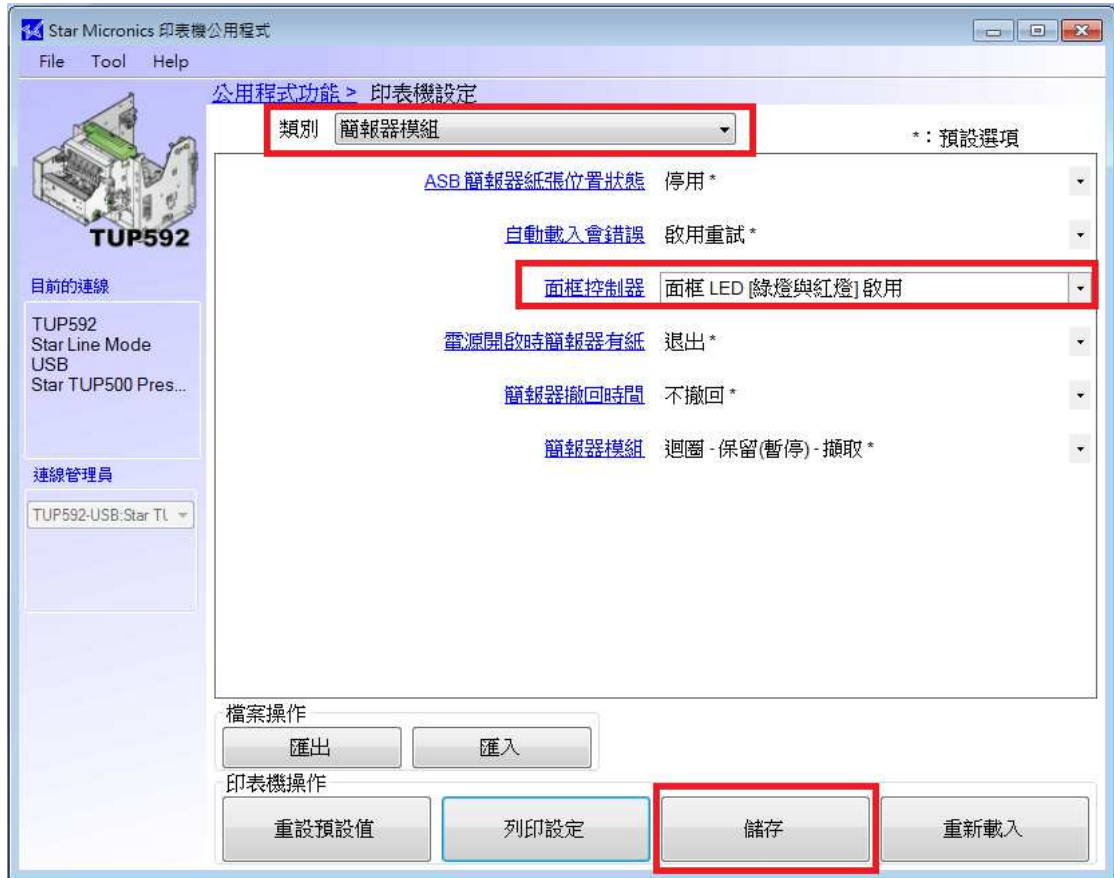 Star Micronics 印表機公用程式
File Tool Help
公用程式功能 > 印表機設定
類別 簡報器模組
*：預設選項
TUP592
目前的連線
TUP592
Star Line Mode
USB
Star TUP500 Pres...
連線管理員
TUP592-USB:Star TU
ASB 簡報器紙張位置狀態 停用 *
自動載入會錯誤 啟用重試 *
面框控制器 面框 LED [綠燈與紅燈] 啟用
電源開啟時簡報器有紙 退出 *
簡報器撤回時間 不撤回 *
簡報器模組 迴圈 - 保留(暫停) - 擷取 *
檔案操作
匯出 匯入
印表機操作
重設預設值 列印設定 儲存 重新載入